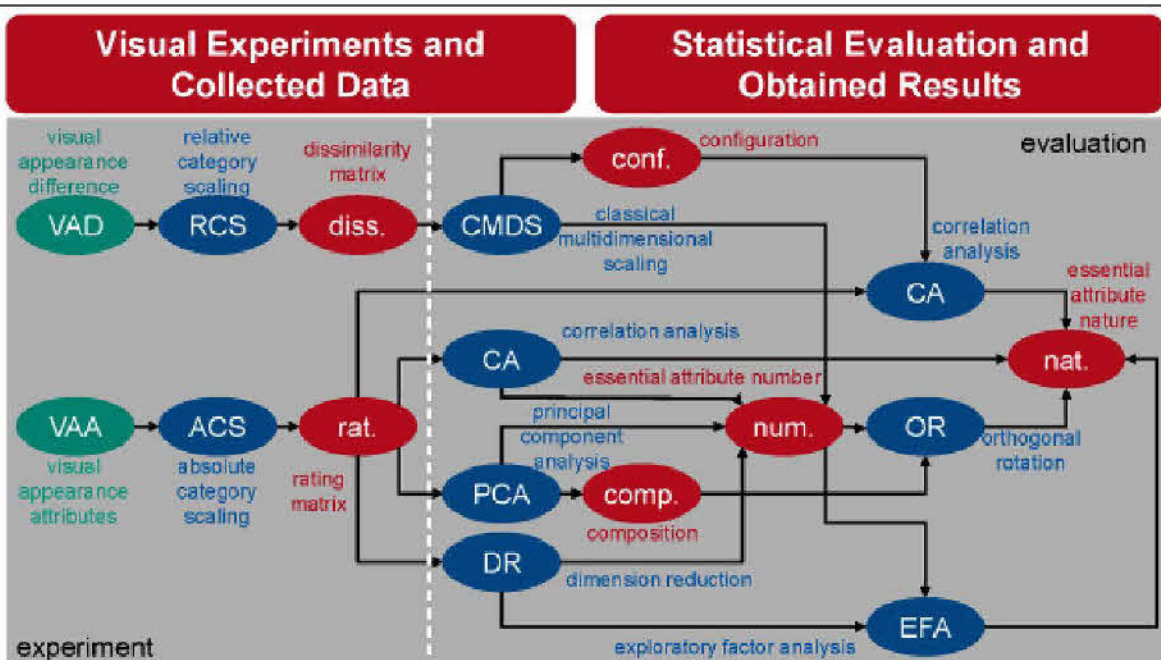 Visual Experiments and
Collected Data
Statistical Evaluation and
Obtained Results
visual
appearance
difference
relative
category
scaling
dissimilarity
matrix
configuration
evaluation
conf.
VAD
RCS
diss.
CMDS
classical
multidimensional
scaling
correlation
analysis
essential
attribute
nature
CA
correlation analysis
CA
nat.
essential attribute number
VAA
ACS
rat.
principal
component
analysis
num.
OR
orthogonal
rotation
visual
appearance
attributes
absolute
category
scaling
rating
matrix
PCA
comp.
composition
DR
dimension reduction
experiment
exploratory factor analysis
EFA